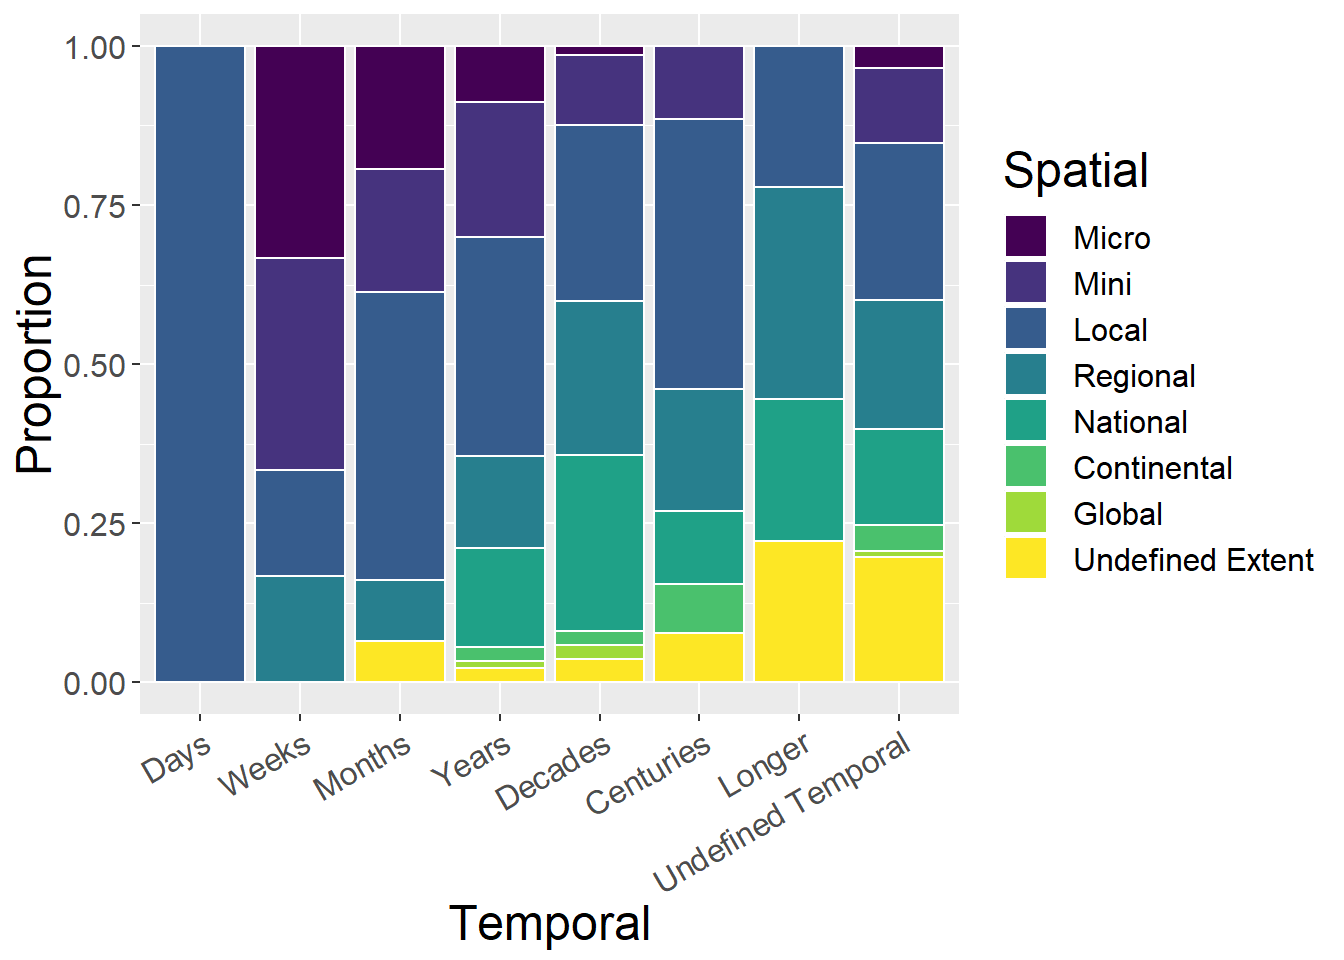 1.00
0.75
0.50
0.25
0.00
Proportion
Days
Weeks
Months
Years
Decades
Centuries
Longer
Undefined Temporal
Temporal
Spatial
Micro
Mini
Local
Regional
National
Continental
Global
Undefined Extent